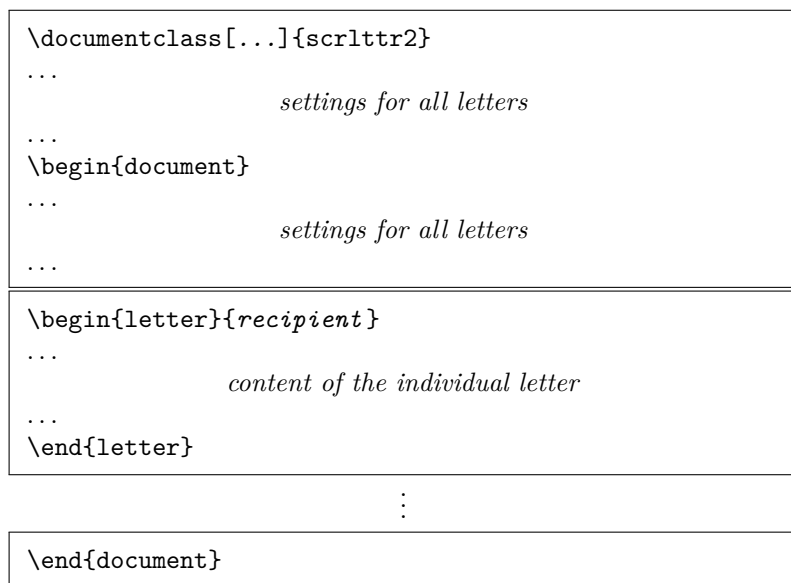 \documentclass[...]{scrlttr2}
...
settings for all letters
...
\begin{document}
...
settings for all letters
...
\begin{letter}{recipient}
...
content of the individual letter
...
\end{letter}
⋮
\end{document}